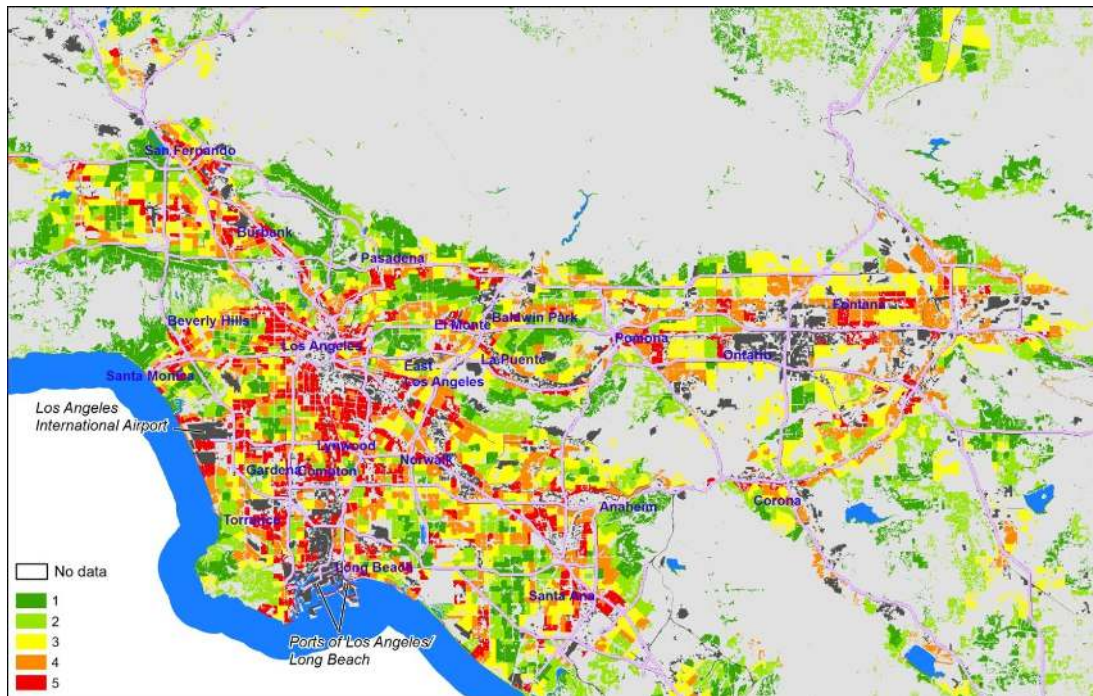 San Fernando
Burbank
Pasadena
Beverly Hills
El Monte
Baldwin Park
Fontana
Los Angeles
Pomona
Ontario
La Puente
East
Los Angeles
Santa Monica
Los Angeles
International Airport
Lynwood
Gardena
Compton
Norwalk
Torrance
Anaheim
Corona
Long Beach
Santa Ana
No data
1
2
3
4
5
Ports of Los Angeles/
Long Beach